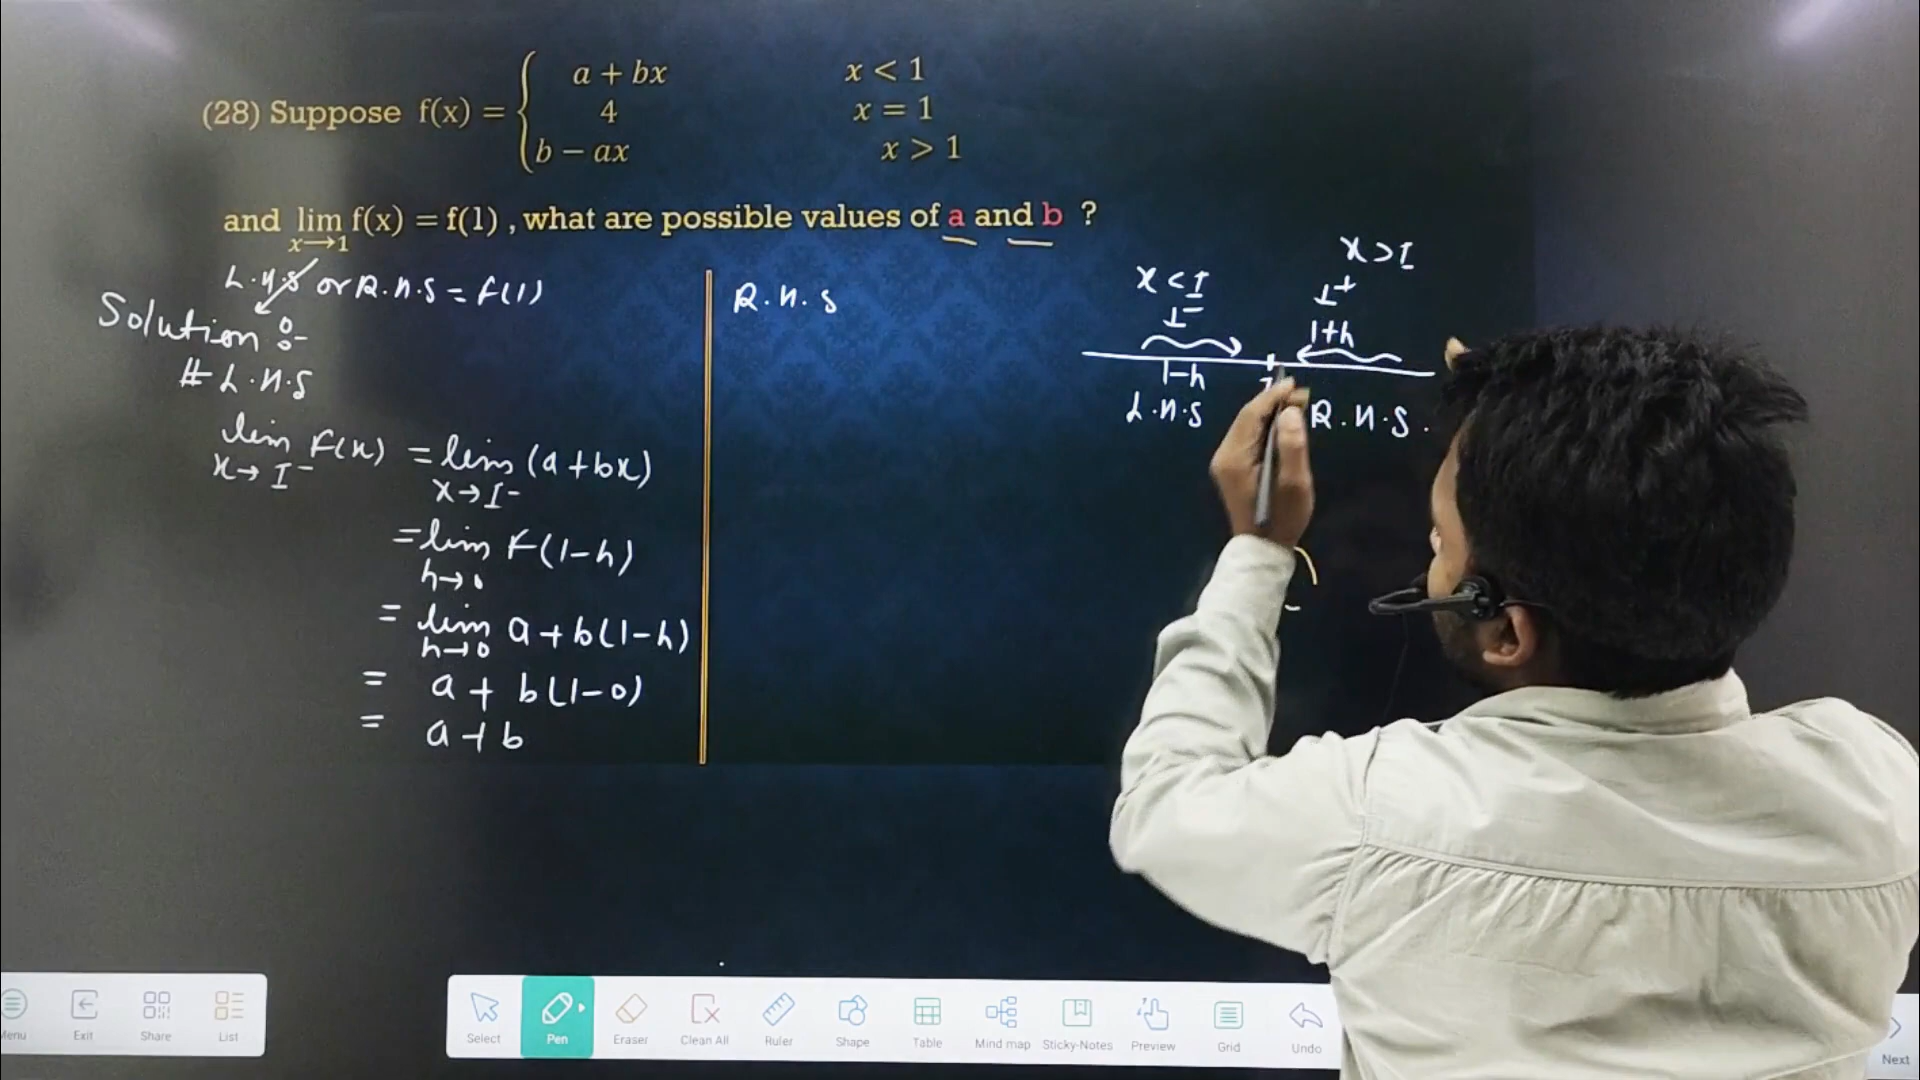 (28) Suppose f(x) = { a + bx x < 1
4 x = 1
b − ax x > 1
and lim x→1 f(x) = f(1) , what are possible values of a and b ?
L.H.S or R.H.S = f(1)
Solution :-
# L.H.S
lim x→1⁻ F(x) = lim x→1⁻ (a+bx)
= lim h→0 F(1-h)
= lim h→0 a+b(1-h)
= a + b(1-0)
= a+b
R.H.S
x<1
1⁻
1-h
L.H.S
x>1
1⁺
1+h
R.H.S.
Exit
Share
List
Select
Pen
Eraser
Clean All
Ruler
Shape
Table
Mind map
Sticky-Notes
Preview
Grid
Undo
Next